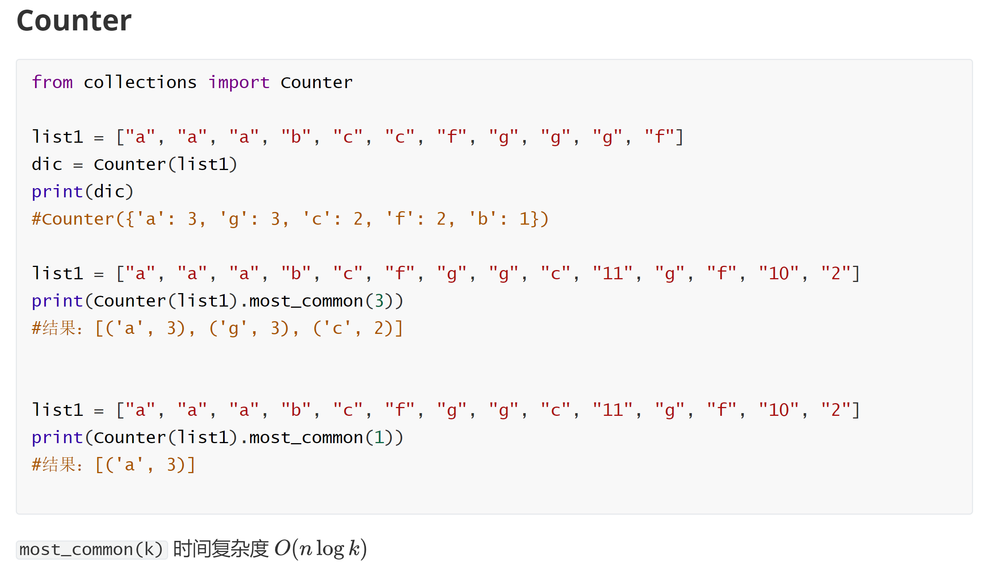 Counter
from collections import Counter
list1 = ["a", "a", "a", "b", "c", "c", "f", "g", "g", "g", "f"]
dic = Counter(list1)
print(dic)
#Counter({'a': 3, 'g': 3, 'c': 2, 'f': 2, 'b': 1})
list1 = ["a", "a", "a", "b", "c", "f", "g", "g", "c", "11", "g", "f", "10", "2"]
print(Counter(list1).most_common(3))
#结果：[('a', 3), ('g', 3), ('c', 2)]
list1 = ["a", "a", "a", "b", "c", "f", "g", "g", "c", "11", "g", "f", "10", "2"]
print(Counter(list1).most_common(1))
#结果：[('a', 3)]
most_common(k) 时间复杂度 O(n log k)